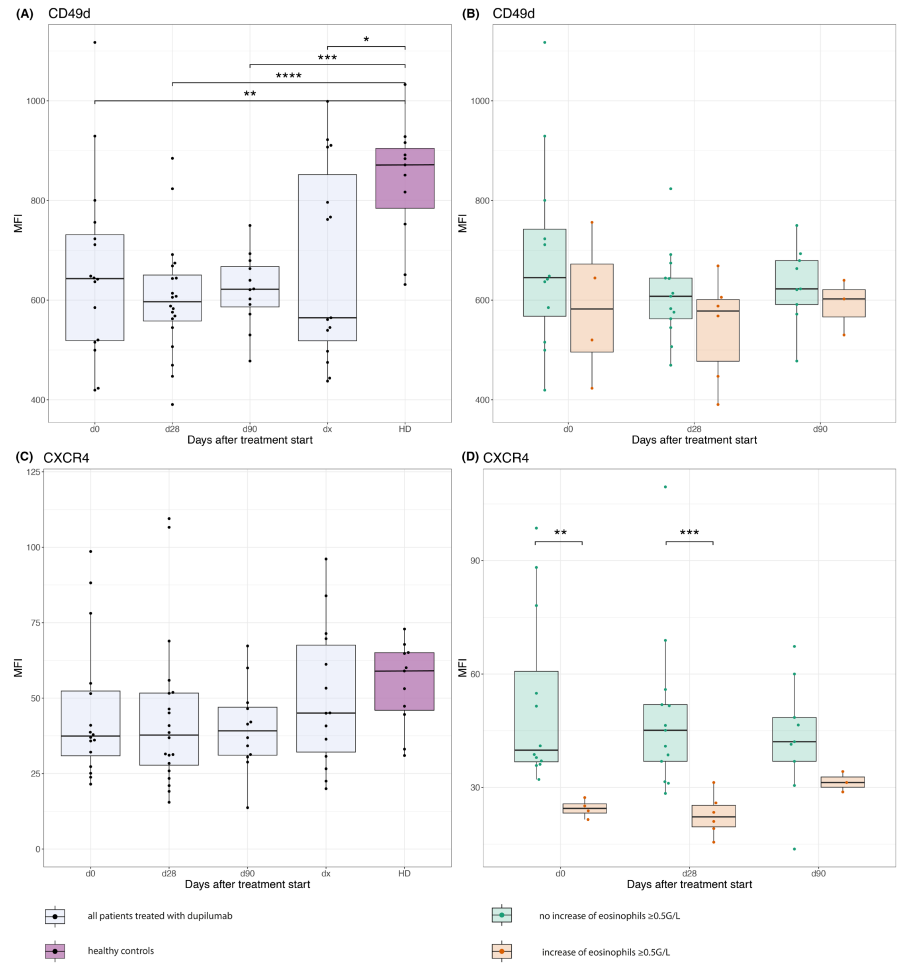 (A) CD49d
*
***
****
**
1000
800
600
400
MFI
d0 d28 d90 dx HD
Days after treatment start
(B) CD49d
1000
800
600
400
MFI
d0 d28 d90
Days after treatment start
(C) CXCR4
125
100
75
50
25
0
MFI
d0 d28 d90 dx HD
Days after treatment start
(D) CXCR4
** ***
90
60
30
MFI
d0 d28 d90
Days after treatment start
all patients treated with dupilumab
healthy controls
no increase of eosinophils ≥0.5G/L
increase of eosinophils ≥0.5G/L